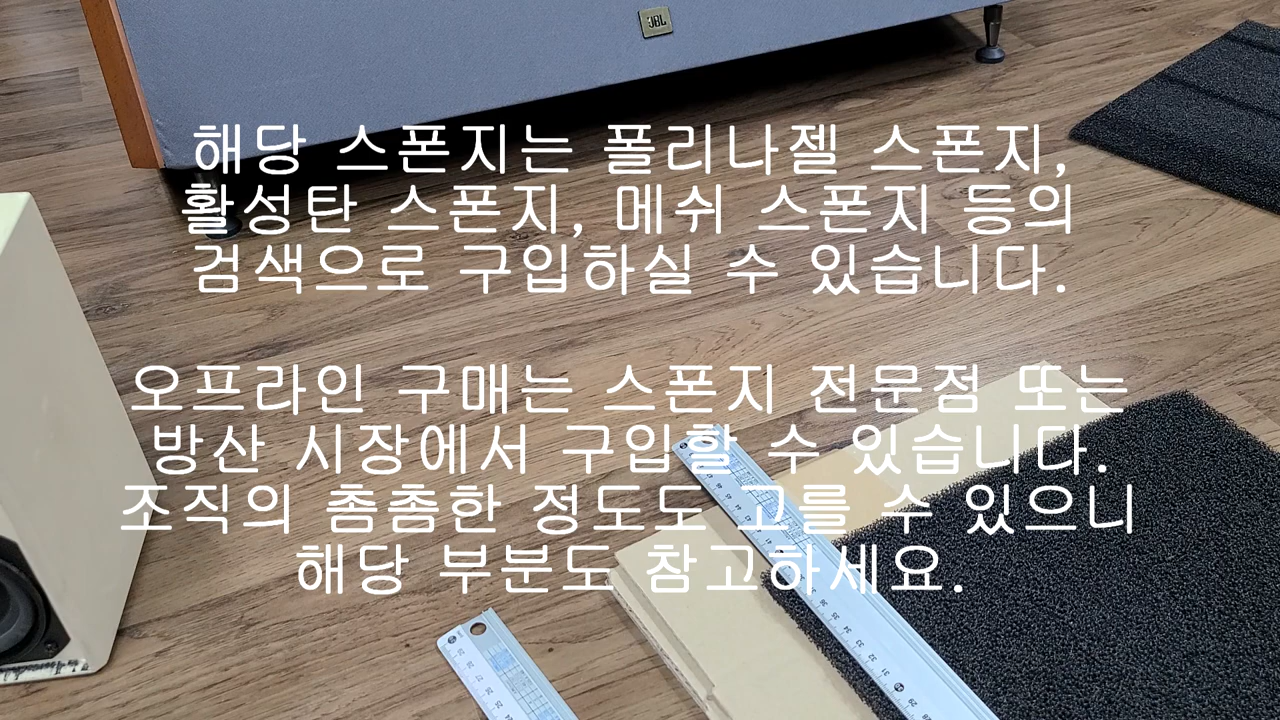 JBL
해당 스폰지는 폴리나젤 스폰지,
활성탄 스폰지, 메쉬 스폰지 등의
검색으로 구입하실 수 있습니다.
오프라인 구매는 스폰지 전문점 또는
방산 시장에서 구입할 수 있습니다.
조직의 촘촘한 정도도 고를 수 있으니
해당 부분도 참고하세요.